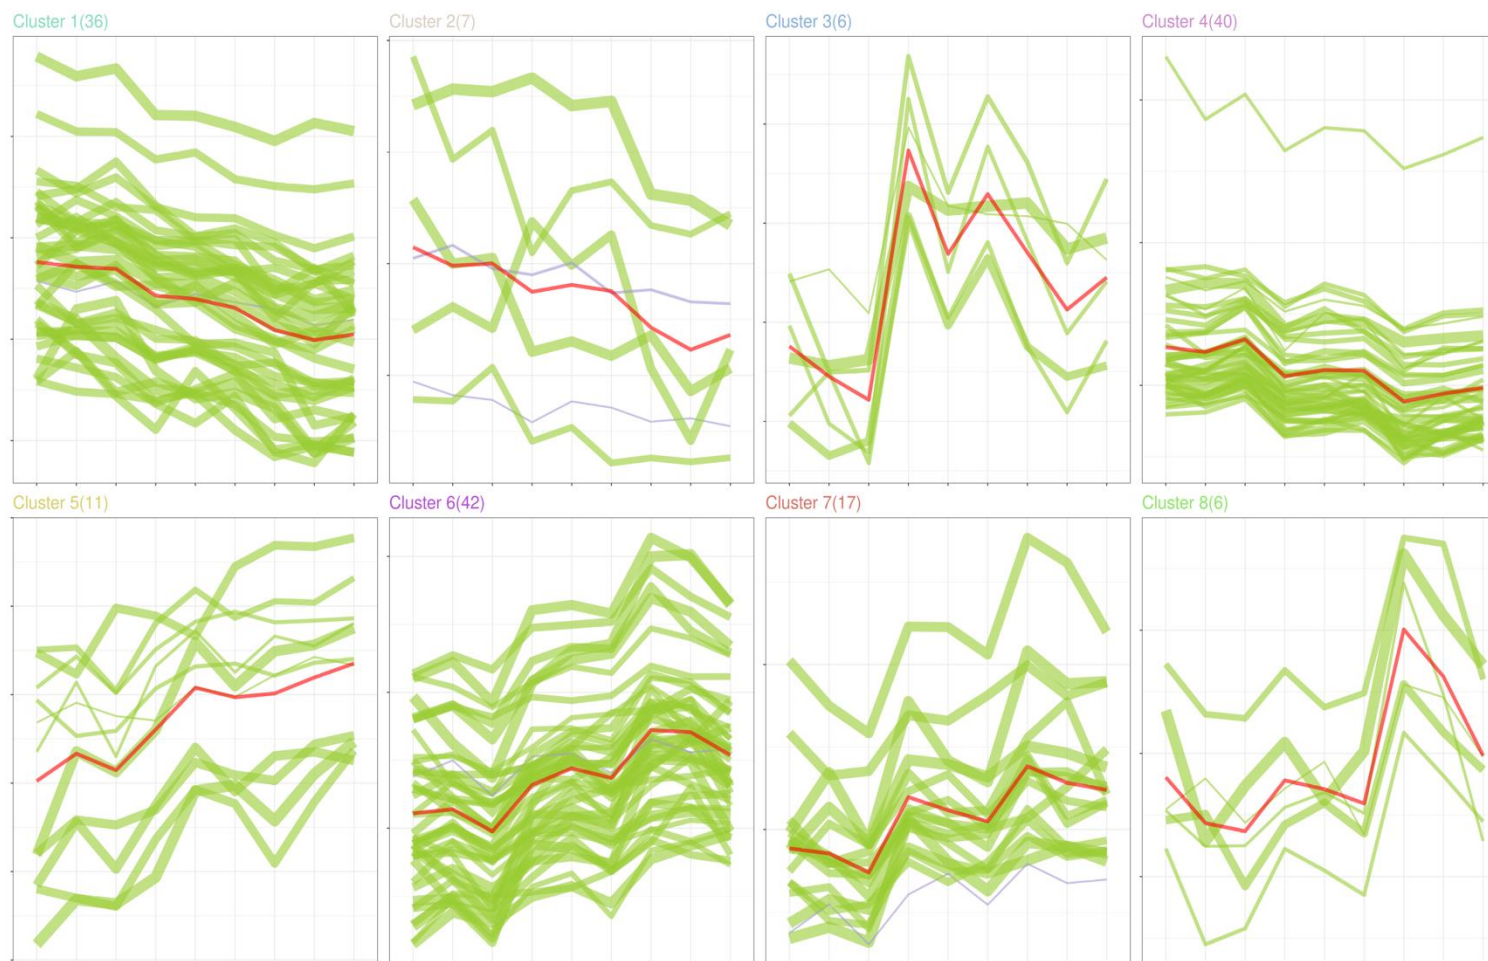 Cluster 1(36)
Cluster 2(7)
Cluster 3(6)
Cluster 4(40)
Cluster 5(11)
Cluster 6(42)
Cluster 7(17)
Cluster 8(6)